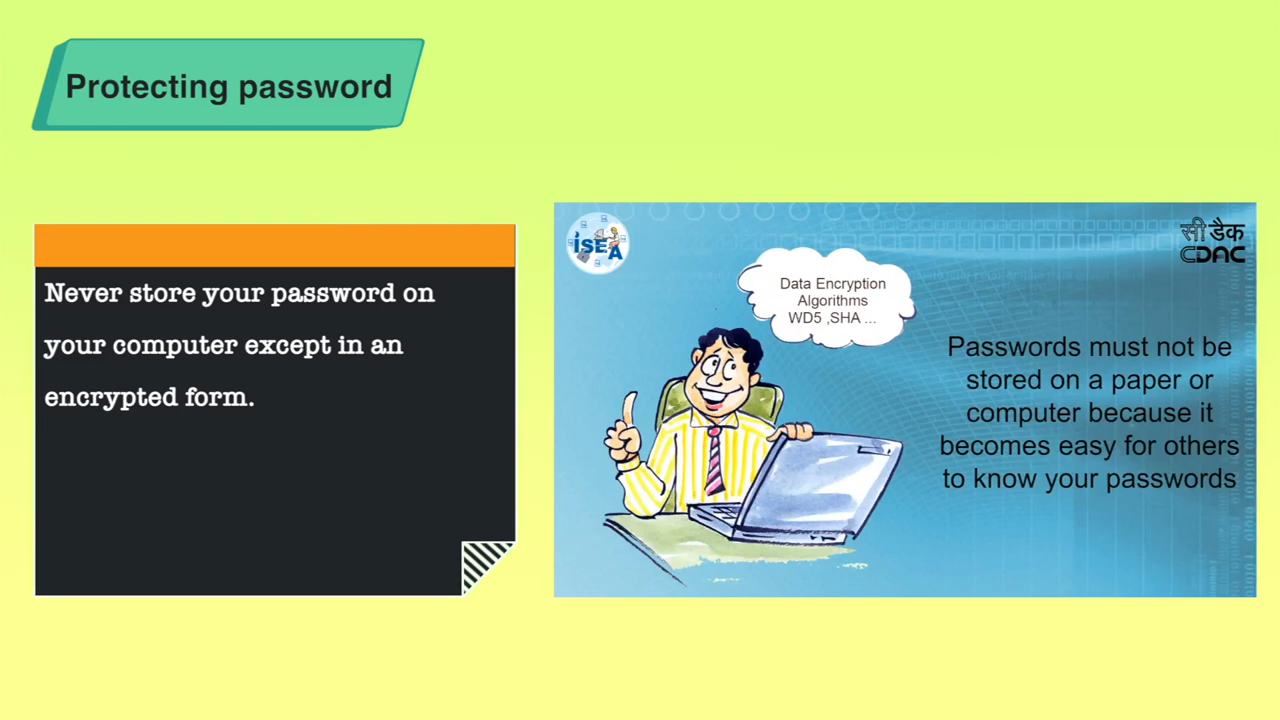 Protecting password
Never store your password on
your computer except in an
encrypted form.
ISEA
सी डैक
CDAC
Data Encryption
Algorithms
WD5 ,SHA ...
Passwords must not be
stored on a paper or
computer because it
becomes easy for others
to know your passwords